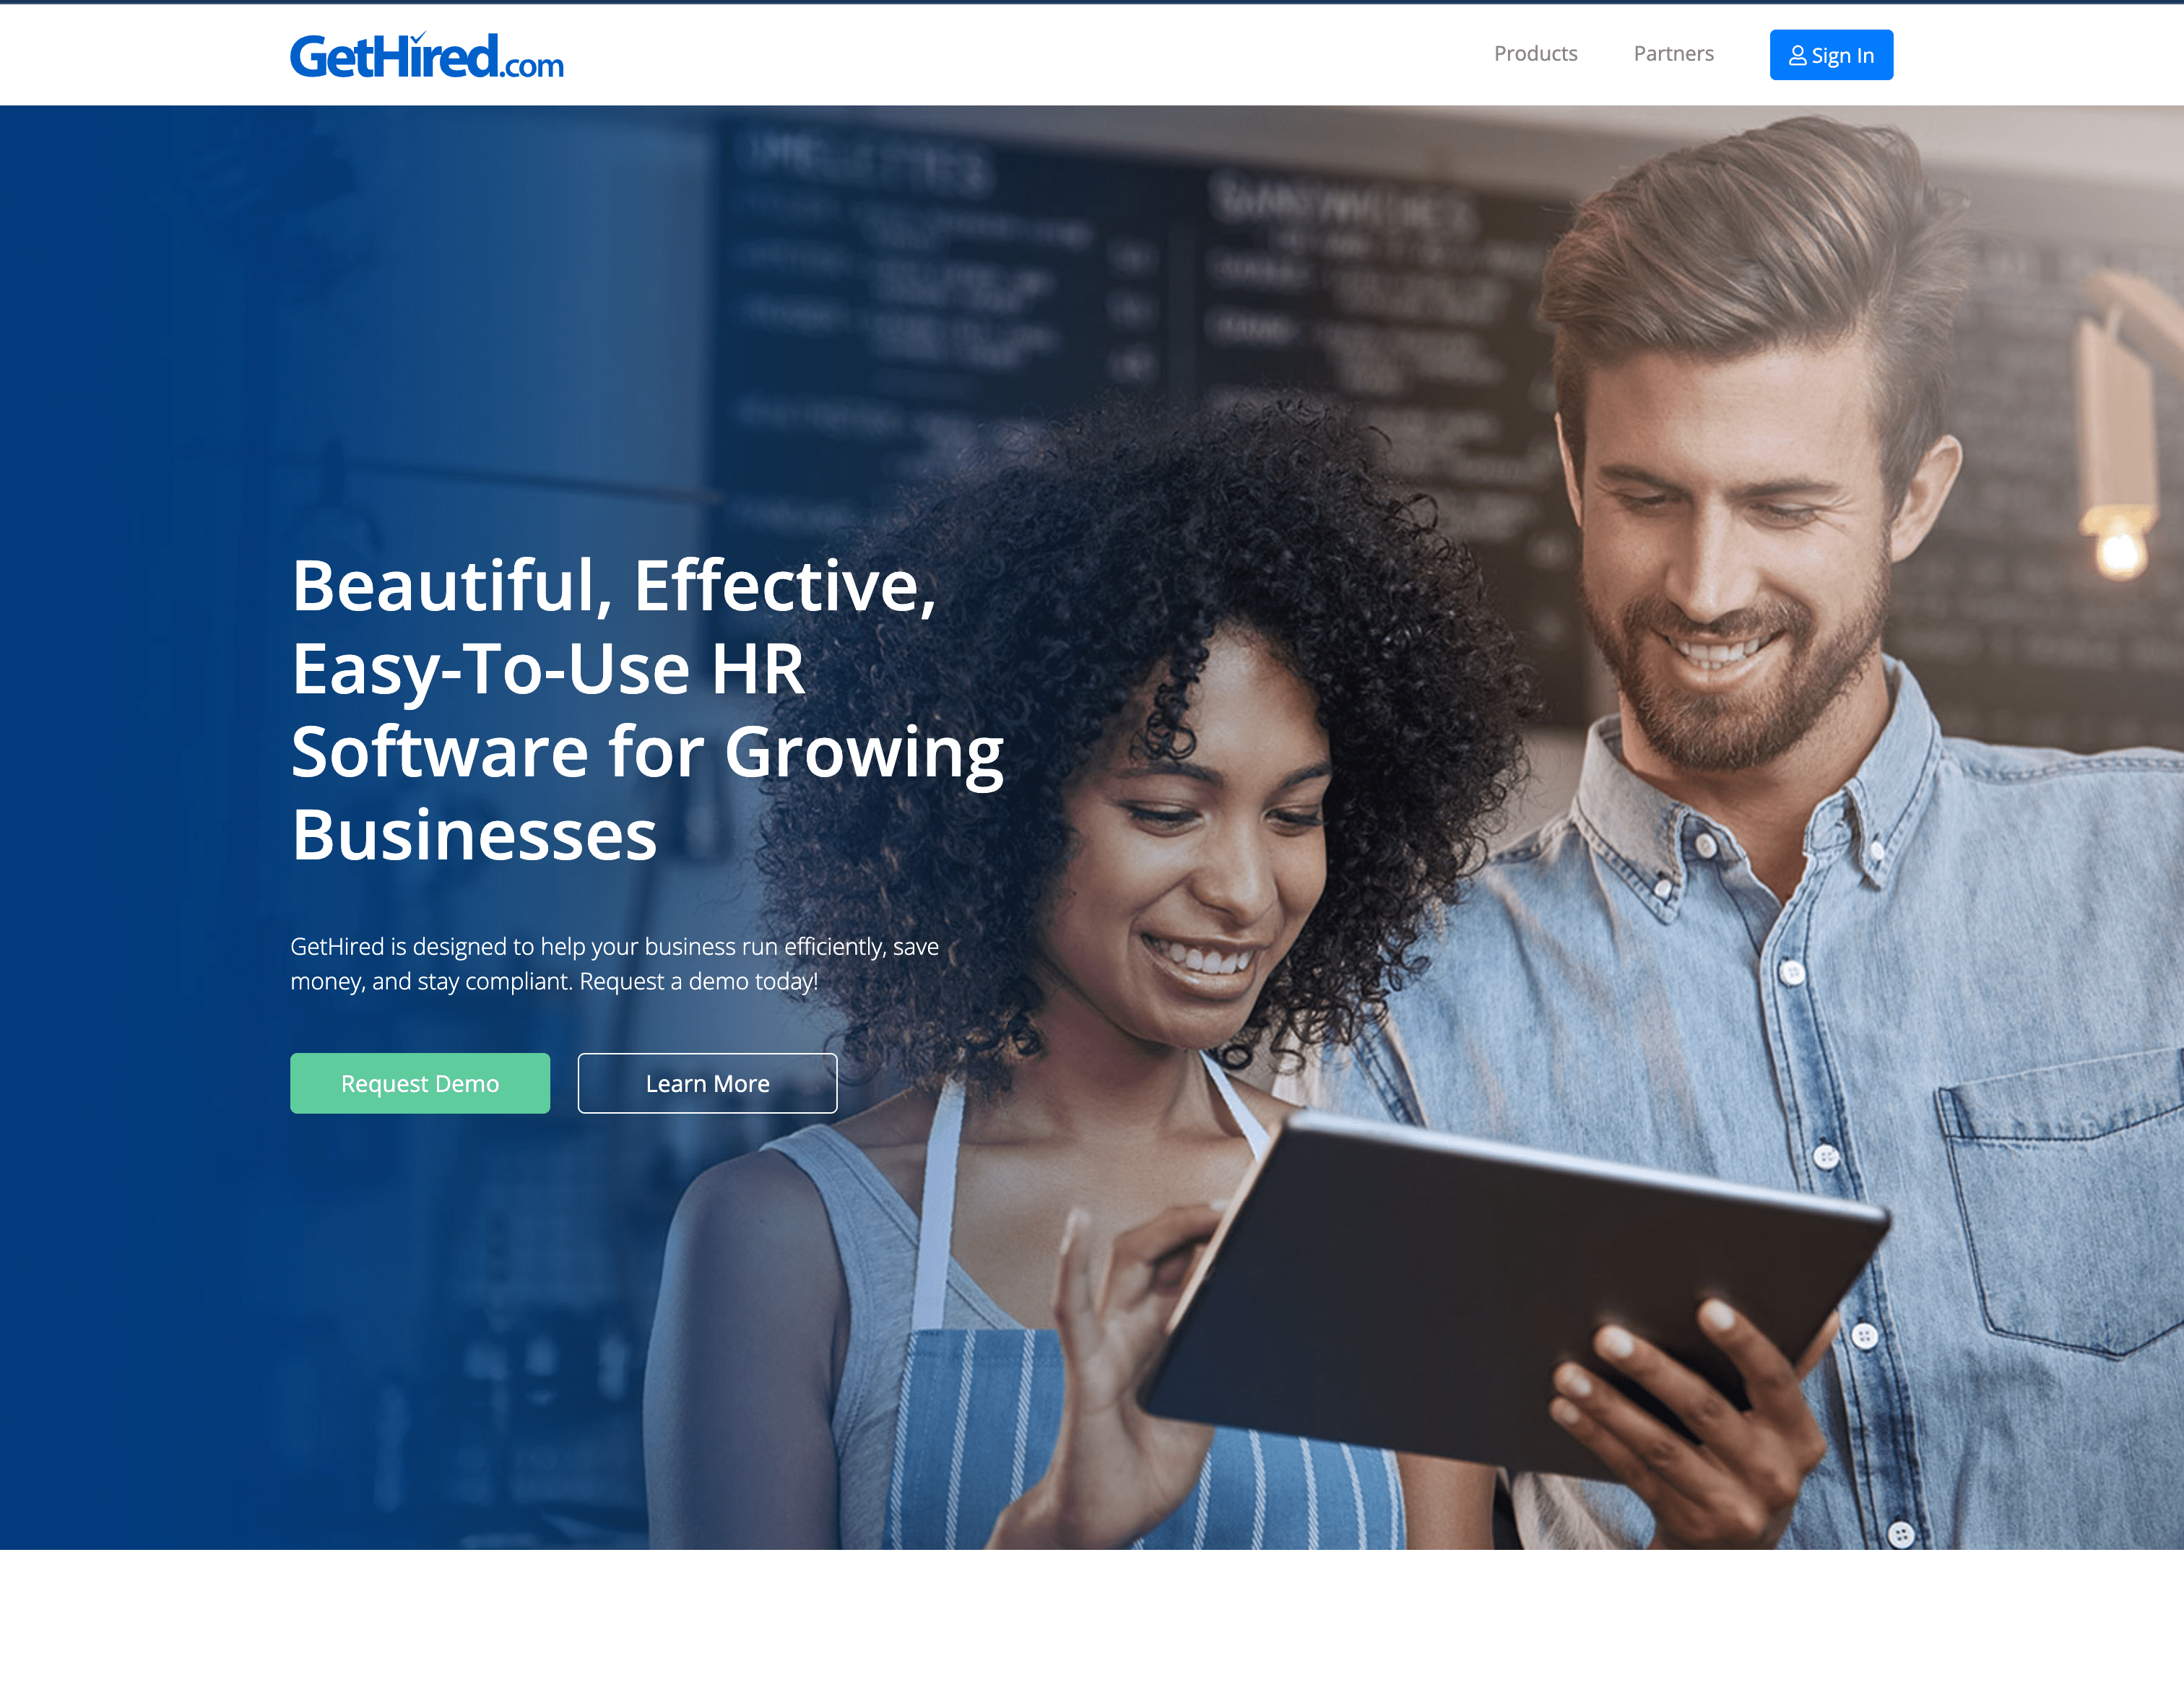 GetHired.com
Products
Partners
Sign In
SANDWICHES
Beautiful, Effective,
Easy-To-Use HR
Software for Growing
Businesses
GetHired is designed to help your business run efficiently, save
money, and stay compliant. Request a demo today!
Request Demo
Learn More